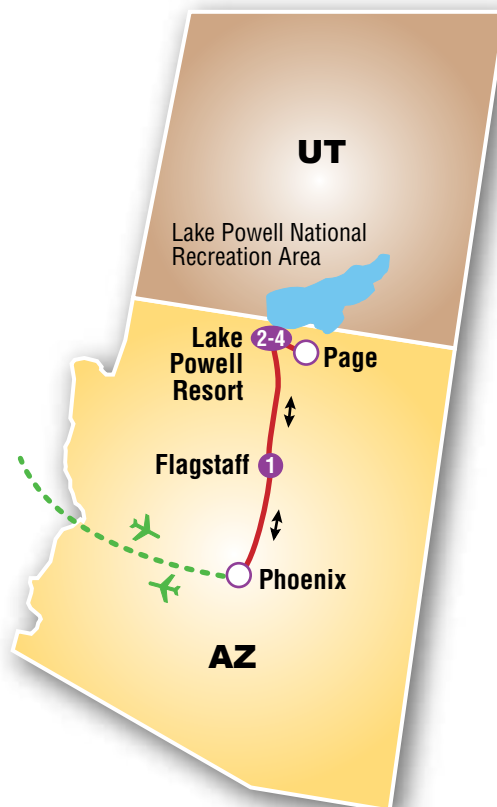 UT
Lake Powell National
Recreation Area
Lake
Powell
Resort
2-4
Page
Flagstaff
1
Phoenix
AZ